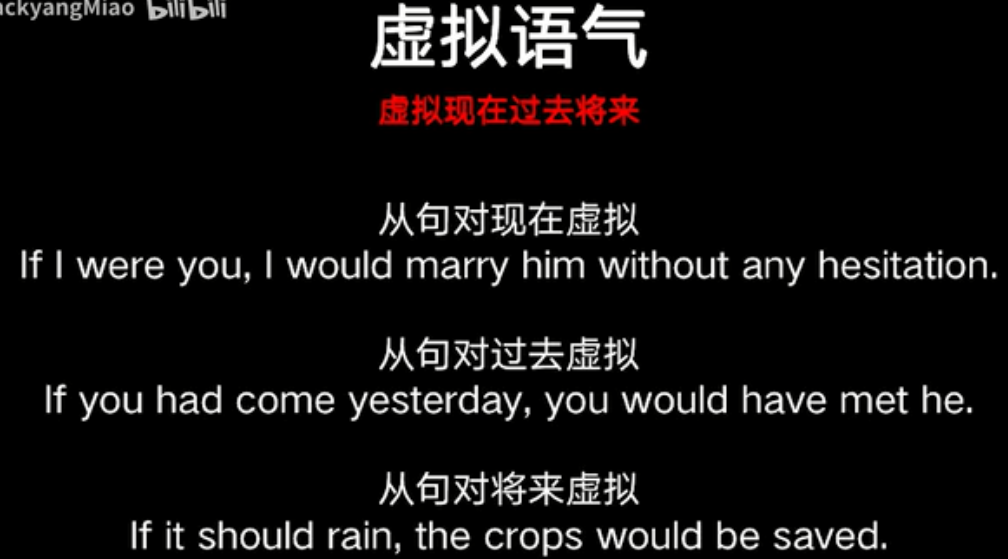 ckyangMiao bilibili
虚拟语气
虚拟现在过去将来
从句对现在虚拟
If I were you, I would marry him without any hesitation.
从句对过去虚拟
If you had come yesterday, you would have met he.
从句对将来虚拟
If it should rain, the crops would be saved.